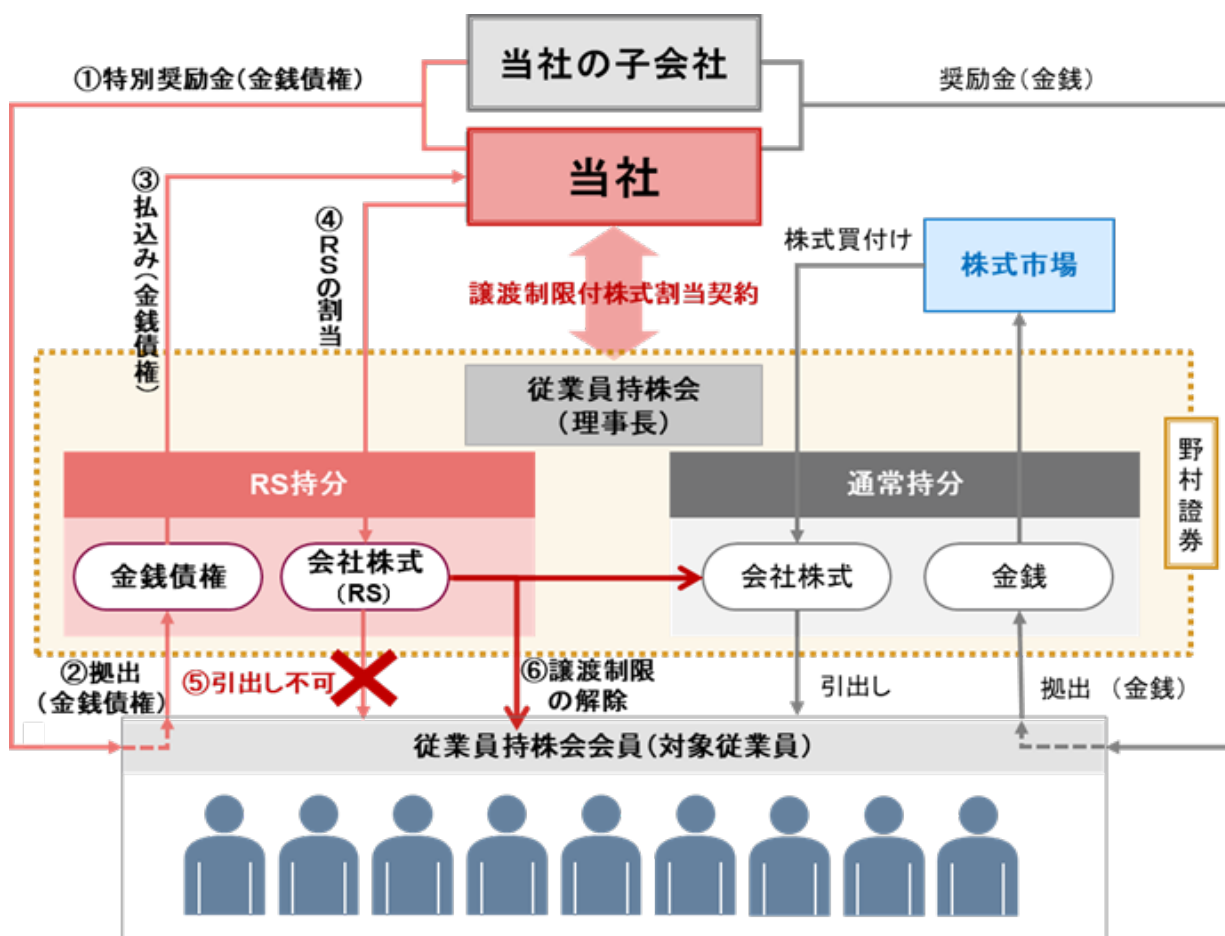 当社の子会社
①特別奨励金(金銭債権)
奨励金(金銭)
当社
③払込み(金銭債権)
④RSの割当
株式買付け
株式市場
譲渡制限付株式割当契約
従業員持株会
(理事長)
野村證券
RS持分
通常持分
金銭債権
会社株式
(RS)
会社株式
金銭
②拠出
(金銭債権)
⑤引出し不可
⑥譲渡制限
の解除
引出し
拠出 (金銭)
従業員持株会会員(対象従業員)